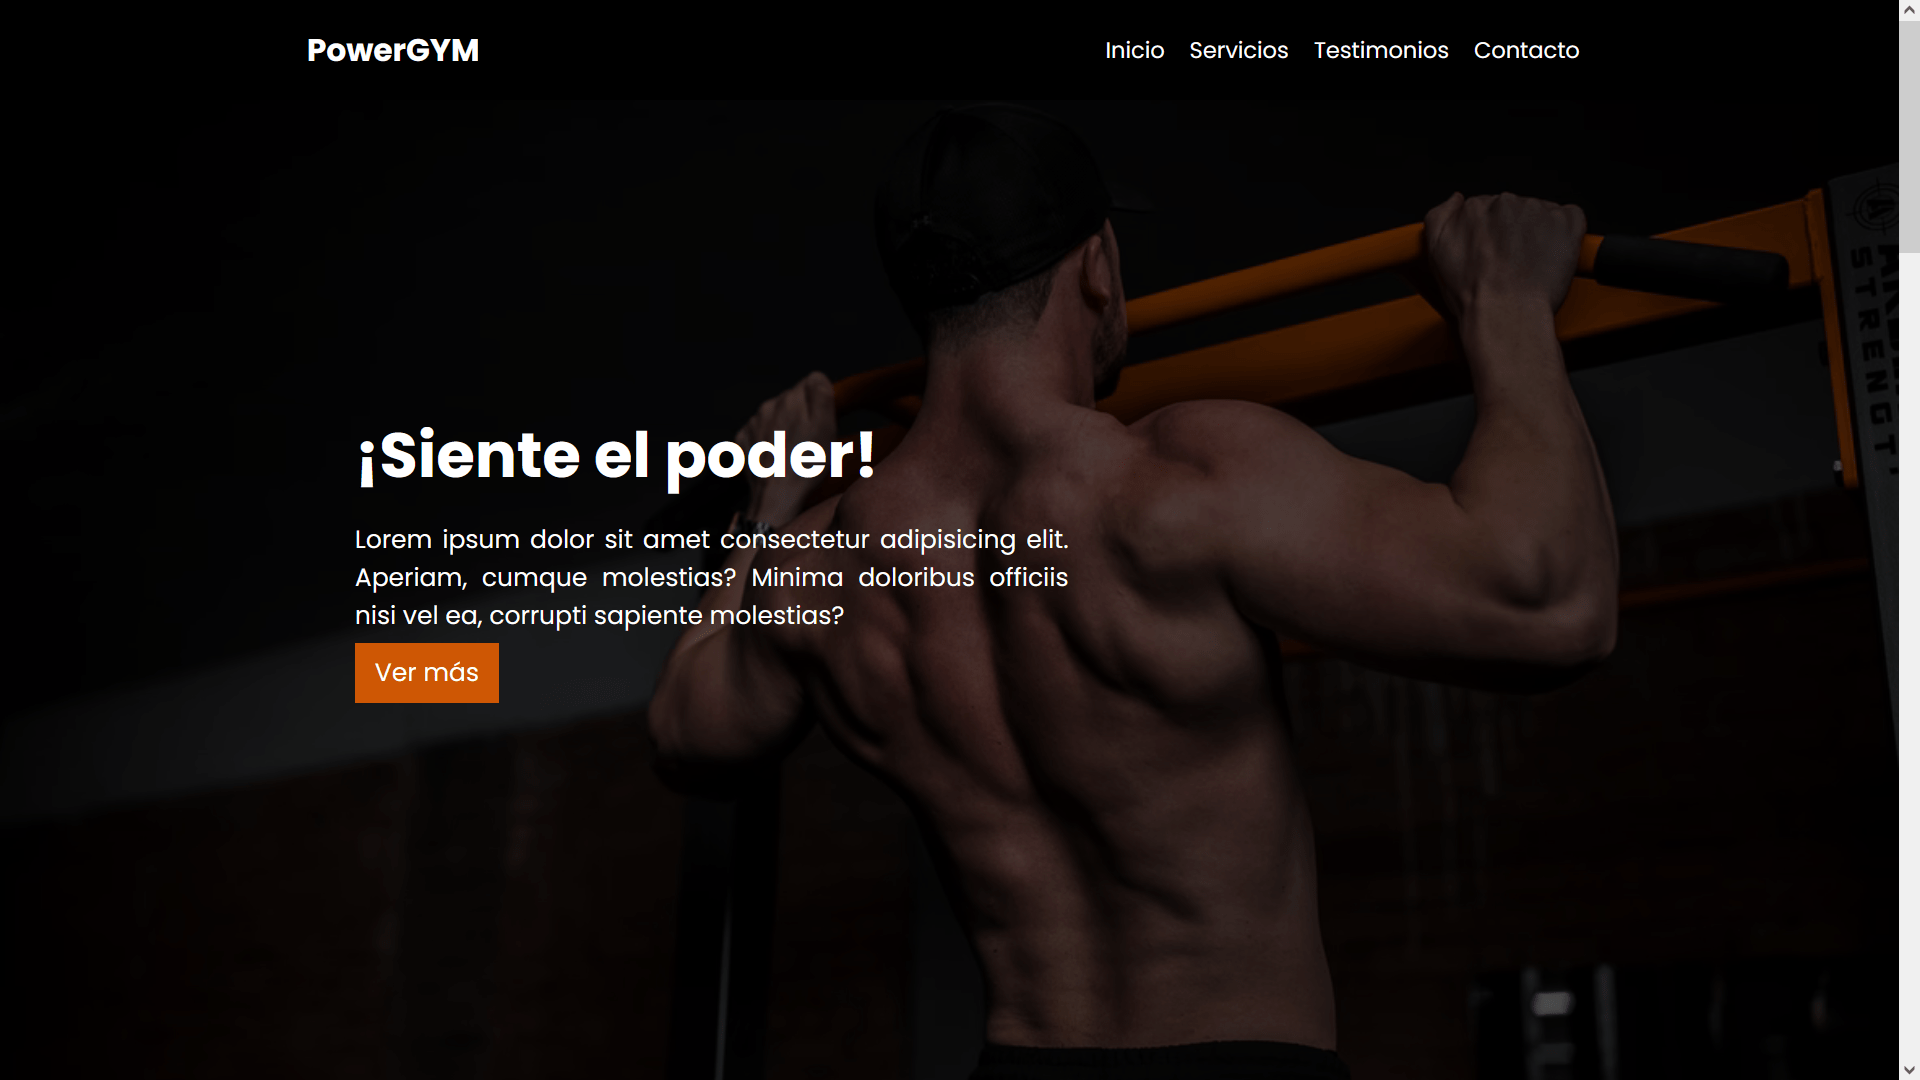 PowerGYM
Inicio Servicios Testimonios Contacto
¡Siente el poder!
Lorem ipsum dolor sit amet consectetur adipisicing elit.
Aperiam, cumque molestias? Minima doloribus officiis
nisi vel ea, corrupti sapiente molestias?
Ver más
STRENGT